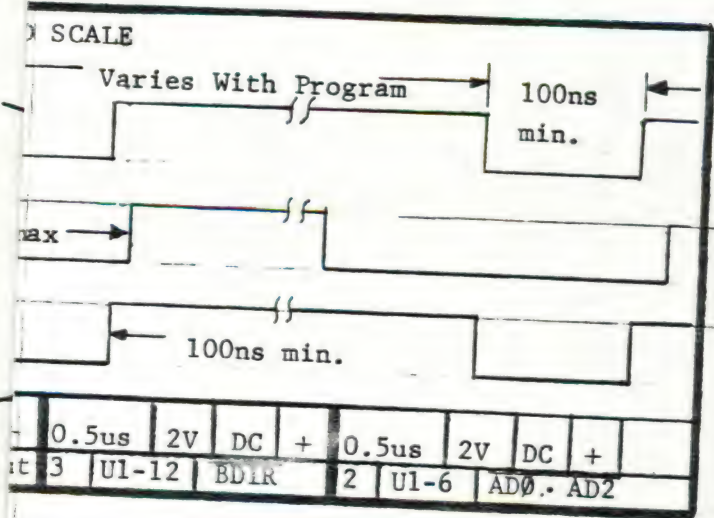 SCALE
Varies With Program 100ns
min.
max
100ns min.
0.5us 2V DC + 0.5us 2V DC +
3 U1-12 BDIR 2 U1-6 ADØ.. AD2